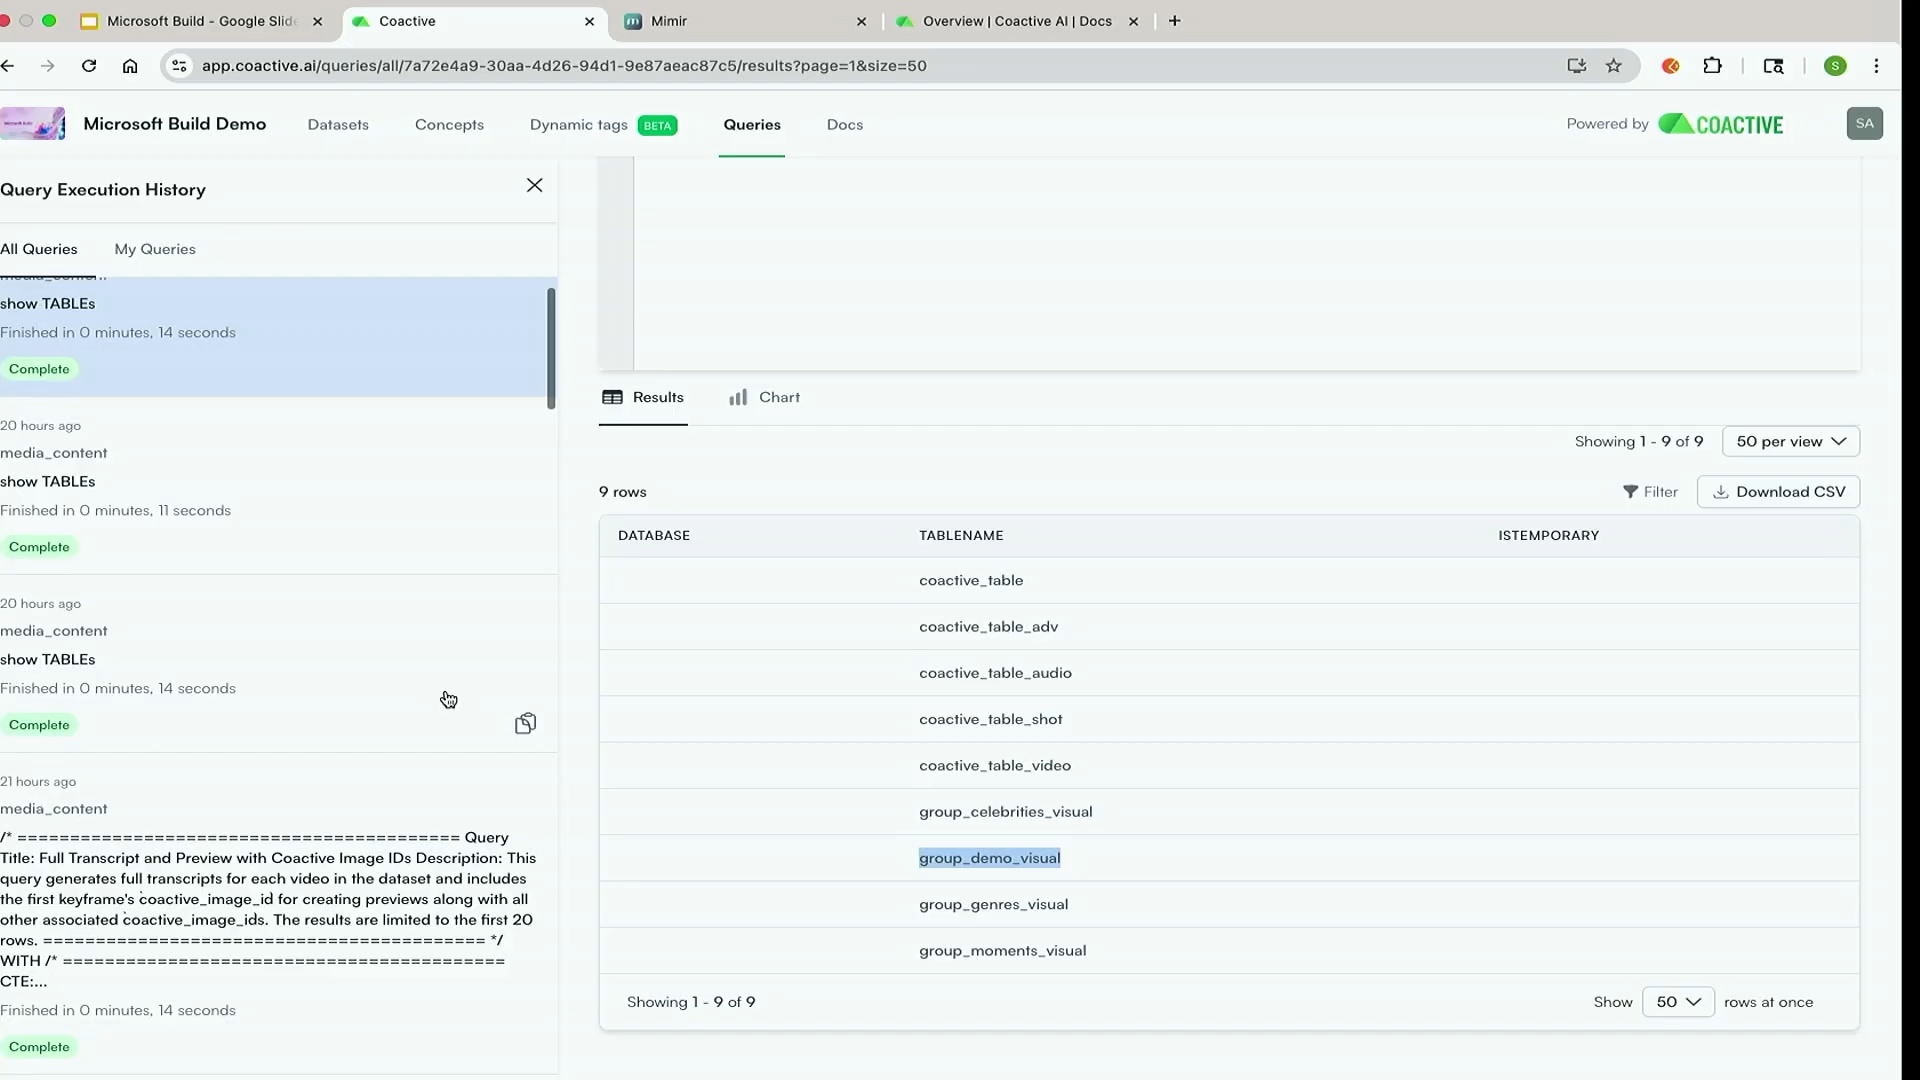 Microsoft Build - Google Slide
Coactive
Mimir
Overview | Coactive AI | Docs
app.coactive.ai/queries/all/7a72e4a9-30aa-4d26-94d1-9e87aeac87c5/results?page=1&size=50
S
Microsoft Build Demo
Datasets
Concepts
Dynamic tags BETA
Queries
Docs
Powered by COACTIVE
SA
Query Execution History
All Queries
My Queries
media_content
show TABLEs
Finished in 0 minutes, 14 seconds
Complete
20 hours ago
media_content
show TABLEs
Finished in 0 minutes, 11 seconds
Complete
20 hours ago
media_content
show TABLEs
Finished in 0 minutes, 14 seconds
Complete
21 hours ago
media_content
/* ========================================== Query
Title: Full Transcript and Preview with Coactive Image IDs Description: This
query generates full transcripts for each video in the dataset and includes
the first keyframe's `coactive_image_id` for creating previews along with all
other associated `coactive_image_ids`. The results are limited to the first 20
rows. ========================================== */
WITH /* ==========================================
CTE:...
Finished in 0 minutes, 14 seconds
Complete
Results
Chart
Showing 1 - 9 of 9
50 per view
9 rows
Filter
Download CSV
DATABASE TABLENAME ISTEMPORARY
coactive_table
coactive_table_adv
coactive_table_audio
coactive_table_shot
coactive_table_video
group_celebrities_visual
group_demo_visual
group_genres_visual
group_moments_visual
Showing 1 - 9 of 9
Show 50 rows at once